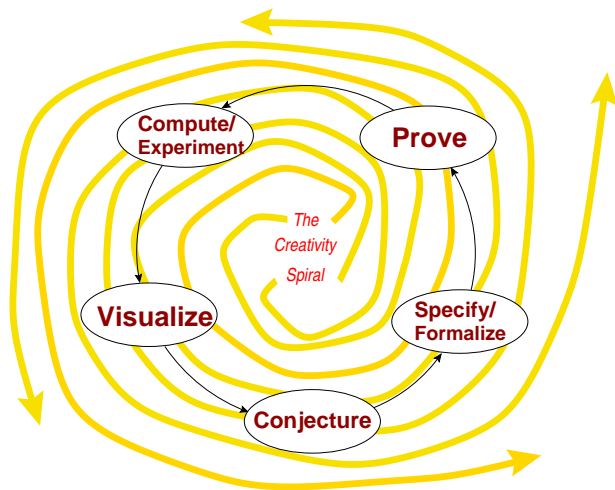 Compute/
Experiment
Prove
The
Creativity
Spiral
Visualize
Specify/
Formalize
Conjecture